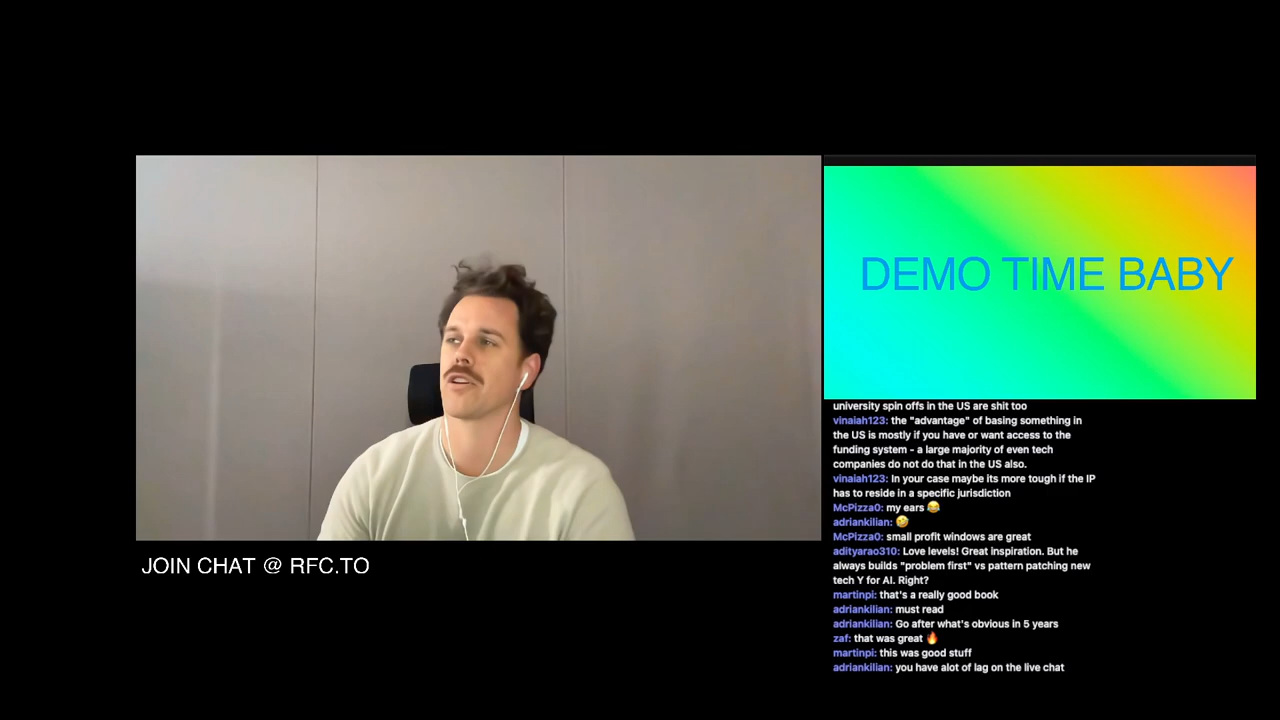 DEMO TIME BABY
university spin offs in the US are shit too
vinaiah123: the "advantage" of basing something in
the US is mostly if you have or want access to the
funding system - a large majority of even tech
companies do not do that in the US also.
vinaiah123: In your case maybe its more tough if the IP
has to reside in a specific jurisdiction
McPizza0: my ears 😂
adriankilian: 🤣
McPizza0: small profit windows are great
adityarao310: Love levels! Great inspiration. But he
always builds "problem first" vs pattern patching new
tech Y for AI. Right?
martinpi: that's a really good book
adriankilian: must read
adriankilian: Go after what's obvious in 5 years
zaf: that was great 🔥
martinpi: this was good stuff
adriankilian: you have alot of lag on the live chat
JOIN CHAT @ RFC.TO